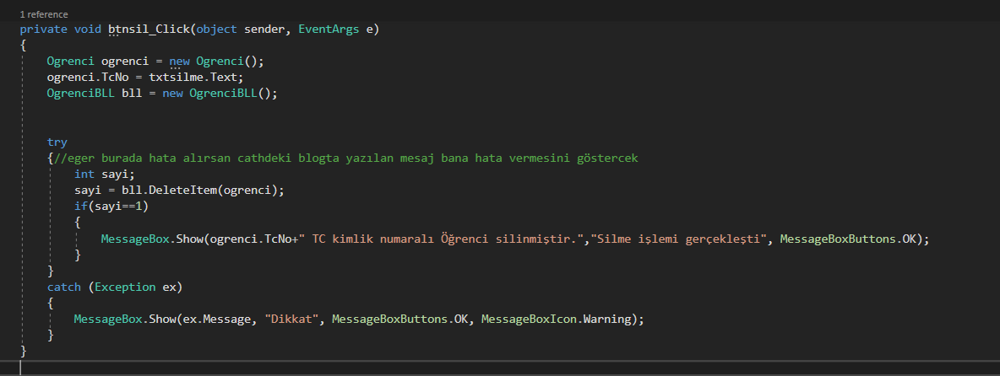 1 reference
private void btnsil_Click(object sender, EventArgs e)
{
Ogrenci ogrenci = new Ogrenci();
ogrenci.TcNo = txtsilme.Text;
OgrenciBLL bll = new OgrenciBLL();
try
{//eger burada hata alırsan cathdeki blogta yazılan mesaj bana hata vermesini göstercek
int sayi;
sayi = bll.DeleteItem(ogrenci);
if(sayi==1)
{
MessageBox.Show(ogrenci.TcNo+" TC kimlik numaralı Öğrenci silinmiştir.","Silme işlemi gerçekleşti", MessageBoxButtons.OK);
}
}
catch (Exception ex)
{
MessageBox.Show(ex.Message, "Dikkat", MessageBoxButtons.OK, MessageBoxIcon.Warning);
}
}